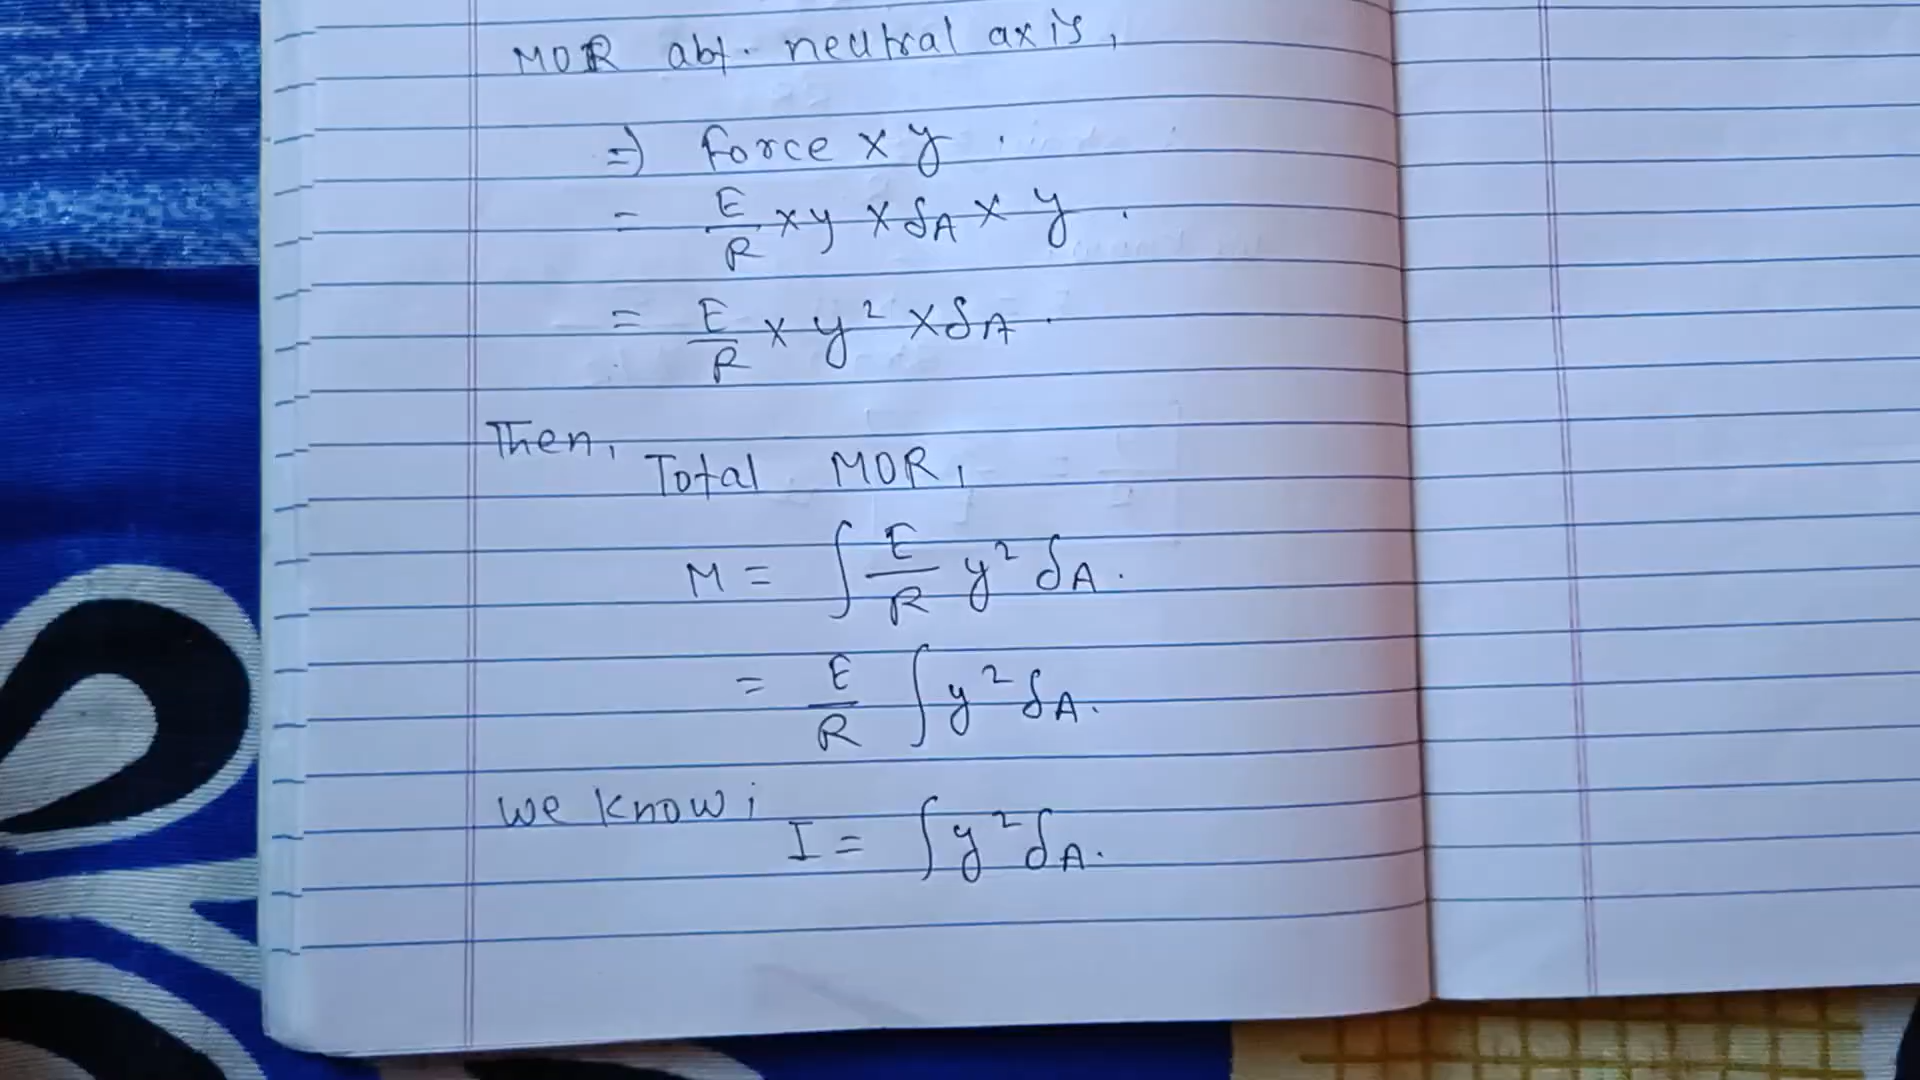 MOR abt. neutral axis,
=) force x y.
= E/R x y x δA x y.
= E/R x y² x δA.
Then,
Total MOR,
M = ∫ E/R y² δA.
= E/R ∫ y² δA.
we know;
I = ∫ y² δA.